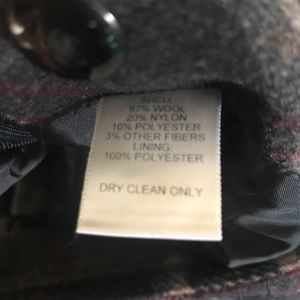 SHELL
67% WOOL
20% NYLON
10% POLYESTER
3% OTHER FIBERS
LINING:
100% POLYESTER
DRY CLEAN ONLY